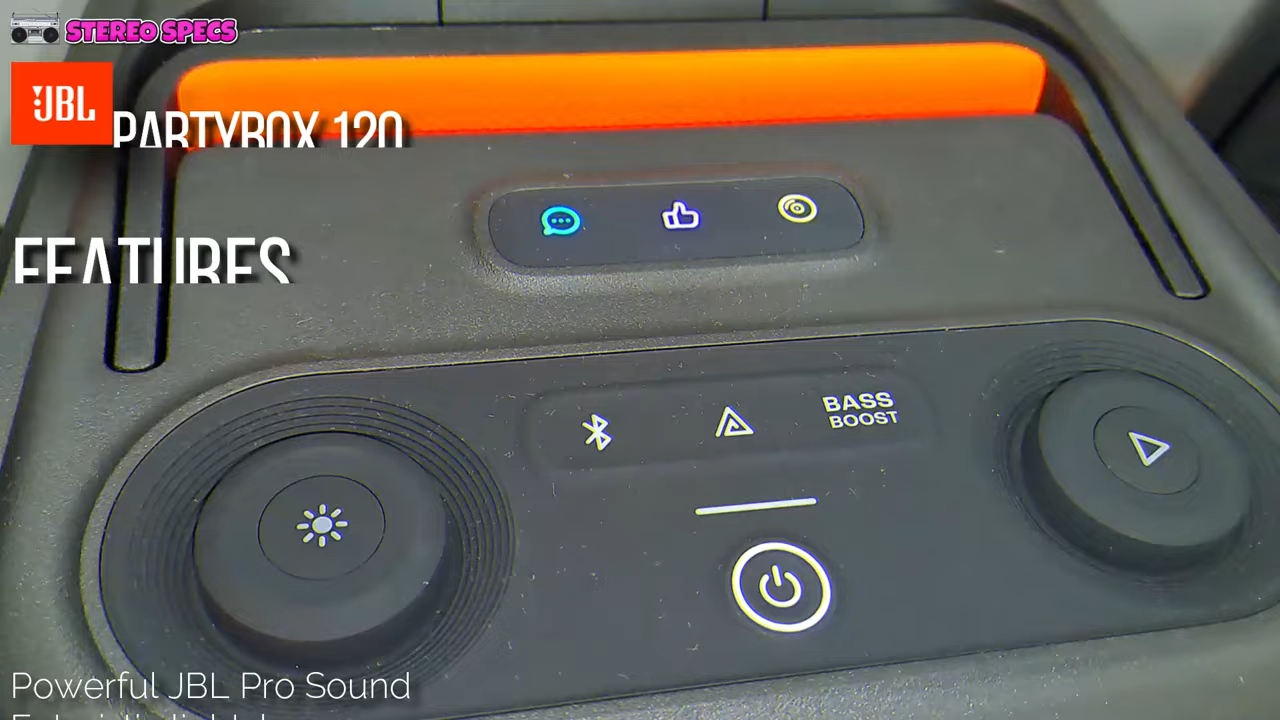 STEREO SPECS
JBL
PARTYBOX 120
FEATURES
BASS
BOOST
Powerful JBL Pro Sound